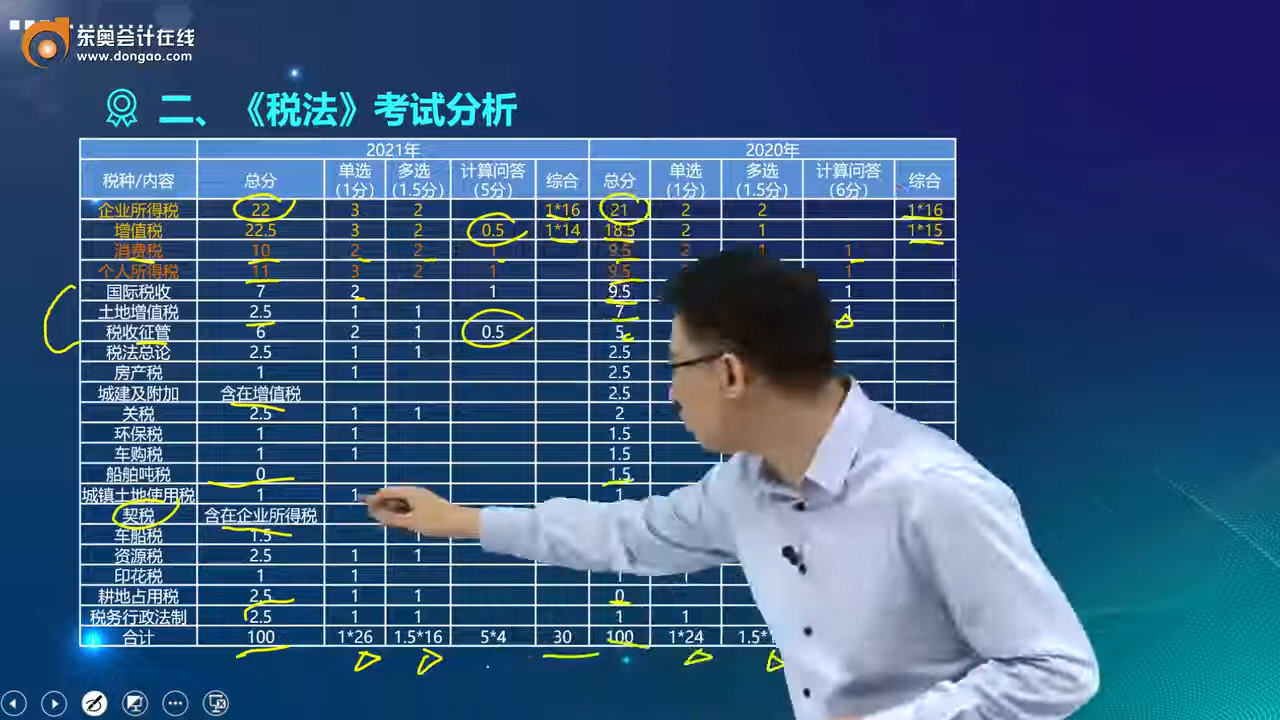 东奥会计在线
www.dongao.com
二、《税法》考试分析
2021年 2020年
税种/内容 总分 单选(1分) 多选(1.5分) 计算问答(5分) 综合 总分 单选(1分) 多选(1.5分) 计算问答(6分) 综合
企业所得税 22 3 2 1*16 21 2 2 1*16
增值税 22.5 3 2 0.5 1*14 18.5 2 1 1*15
消费税 10 2 2 1 9.5 2 1 1
个人所得税 11 3 2 1 9.5 1
国际税收 7 2 1 9.5 1
土地增值税 2.5 1 1 7 1
税收征管 6 2 1 0.5 5
税法总论 2.5 1 1 2.5
房产税 1 1 2.5
城建及附加 含在增值税 2.5
关税 2.5 1 1 2
环保税 1 1 1.5
车购税 1 1 1.5
船舶吨税 0 1.5
城镇土地使用税 1 1 1
契税 含在企业所得税
车船税 1.5 1
资源税 2.5 1 1
印花税 1 1 1 1
耕地占用税 2.5 1 1 0
税务行政法制 2.5 1 1 1 1
合计 100 1*26 1.5*16 5*4 30 100 1*24